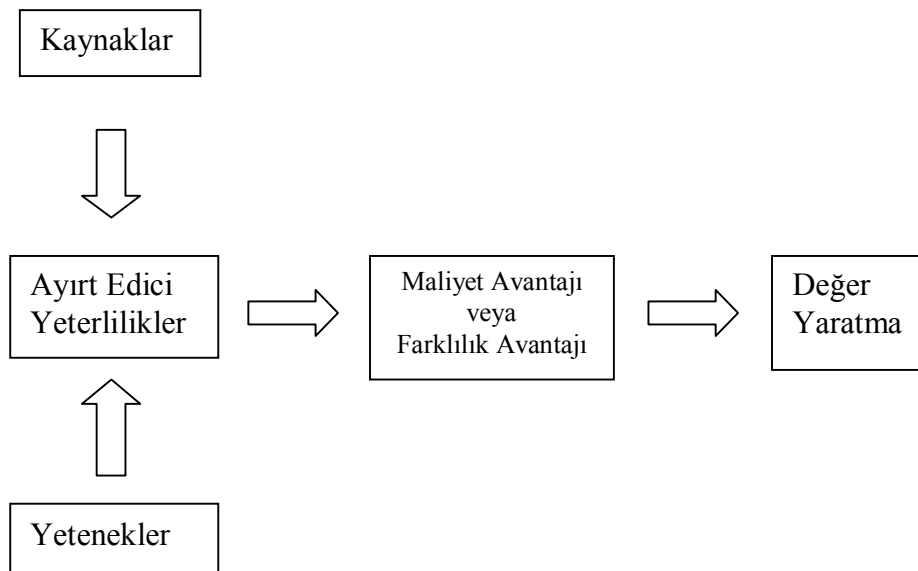 Kaynaklar
Ayırt Edici
Yeterlilikler
Maliyet Avantajı
veya
Farklılık Avantajı
Değer
Yaratma
Yetenekler